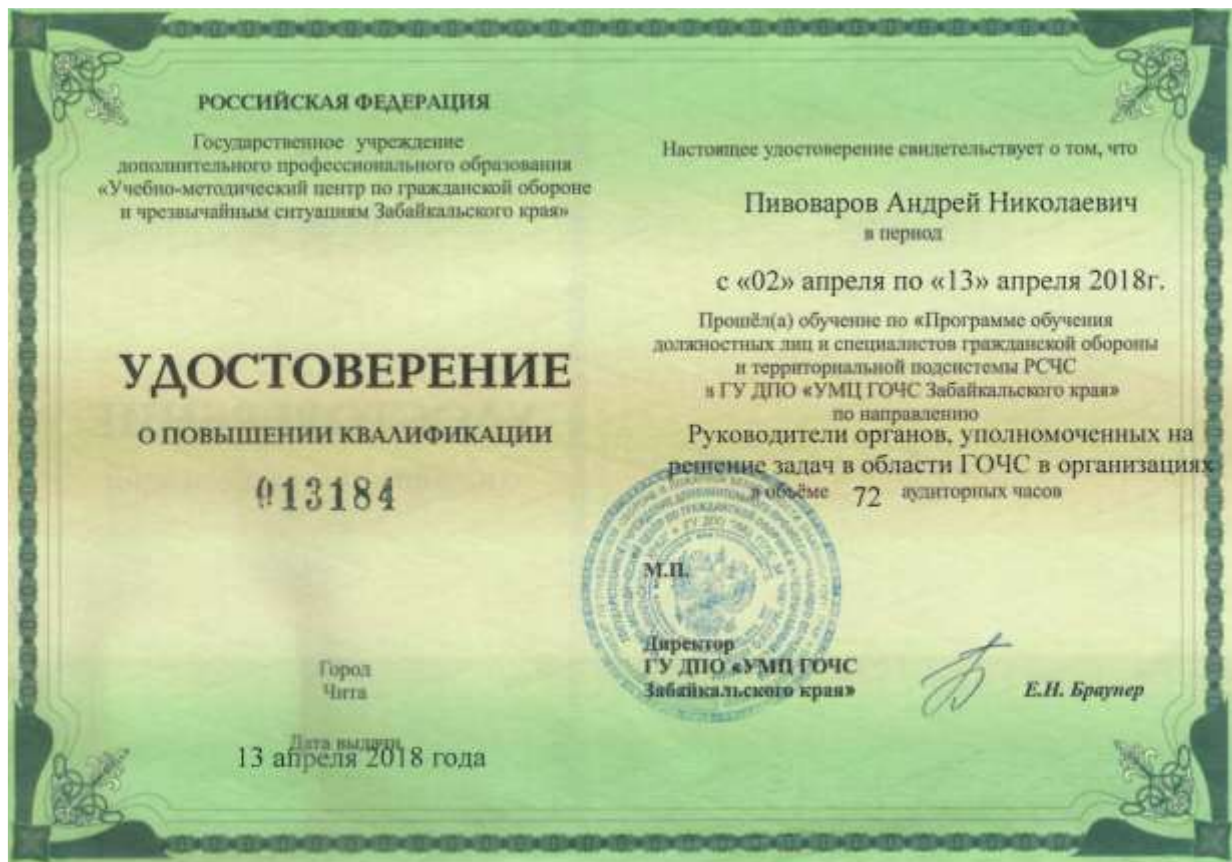 РОССИЙСКАЯ ФЕДЕРАЦИЯ
Государственное учреждение
дополнительного профессионального образования
«Учебно-методический центр по гражданской обороне
и чрезвычайным ситуациям Забайкальского края»
УДОСТОВЕРЕНИЕ
О ПОВЫШЕНИИ КВАЛИФИКАЦИИ
013184
Город
Чита
Дата выдачи
13 апреля 2018 года
Настоящее удостоверение свидетельствует о том, что
Пивоваров Андрей Николаевич
в период
с «02» апреля по «13» апреля 2018г.
Прошёл(а) обучение по «Программе обучения
должностных лиц и специалистов гражданской обороны
и территориальной подсистемы РСЧС
в ГУ ДПО «УМЦ ГОЧС Забайкальского края»
по направлению
Руководители органов, уполномоченных на
решение задач в области ГОЧС в организациях
в объёме 72 аудиторных часов
М.П.
Директор
ГУ ДПО «УМЦ ГОЧС
Забайкальского края»
Е.Н. Браунер